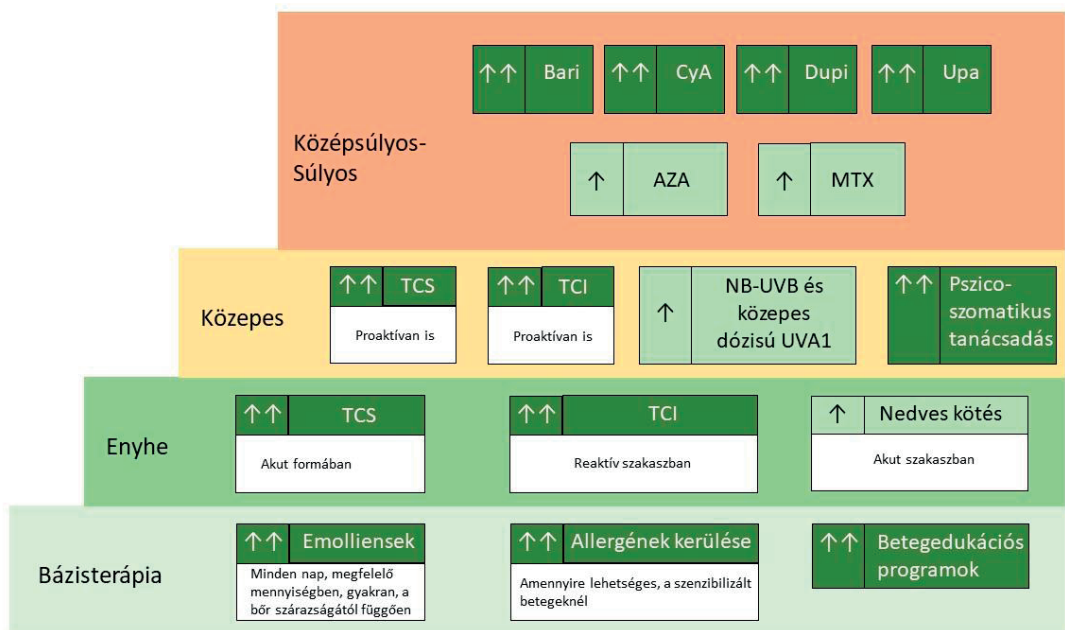 ↑↑ Bari ↑↑ CyA ↑↑ Dupi ↑↑ Upa
Középsúlyos-
Súlyos
↑ AZA ↑ MTX
Közepes
↑↑ TCS
Proaktívan is
↑↑ TCI
Proaktívan is
↑ NB-UVB és
közepes
dózisú UVA1
↑↑ Pszico-
szomatikus
tanácsadás
Enyhe
↑↑ TCS
Akut formában
↑↑ TCI
Reaktív szakaszban
↑ Nedves kötés
Akut szakaszban
Bázisterápia
↑↑ Emolliensek
Minden nap, megfelelő
mennyiségben, gyakran, a
bőr szárazságától függően
↑↑ Allergének kerülése
Amennyire lehetséges, a szenzibilizált
betegeknél
↑↑ Betegedukációs
programok